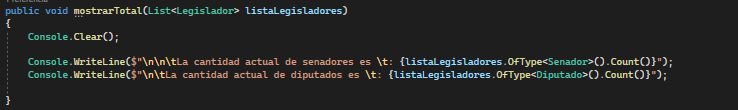 public void mostrarTotal(List<Legislador> listaLegisladores)
{
Console.Clear();
Console.WriteLine($"\n\n\tLa cantidad actual de senadores es \t: {listaLegisladores.OfType<Senador>().Count()}");
Console.WriteLine($"\n\n\tLa cantidad actual de diputados es \t: {listaLegisladores.OfType<Diputado>().Count()}");
}